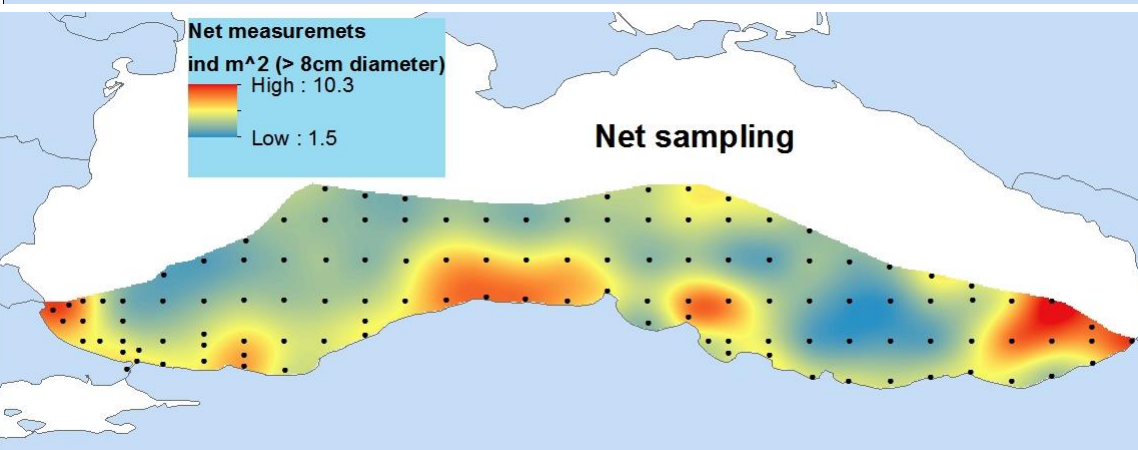 Net measuremets
ind m^2 (> 8cm diameter)
High : 10.3
Low : 1.5
Net sampling